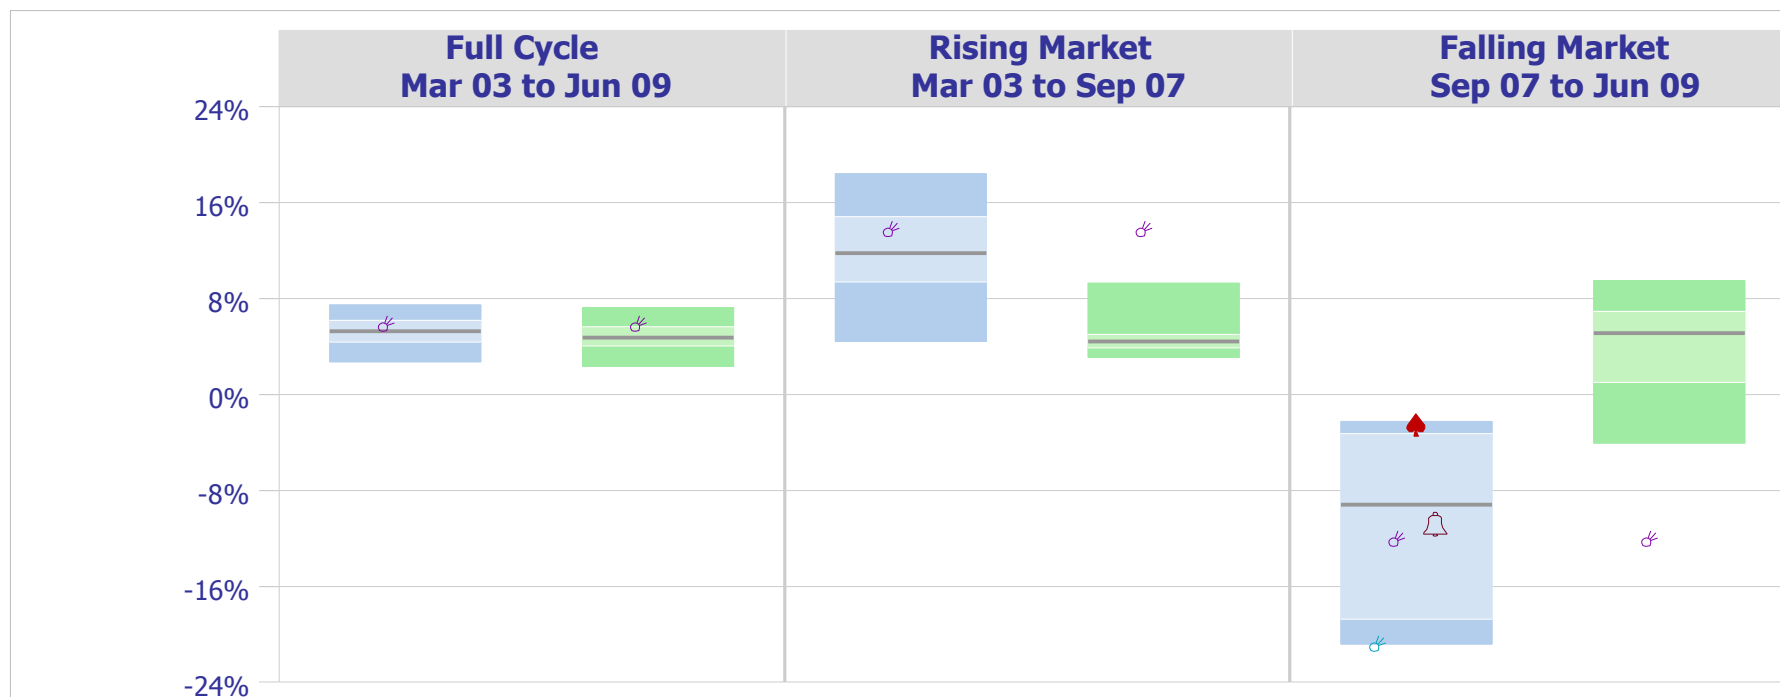 Full Cycle
Mar 03 to Jun 09
Rising Market
Mar 03 to Sep 07
Falling Market
Sep 07 to Jun 09
24%
16%
8%
0%
-8%
-16%
-24%